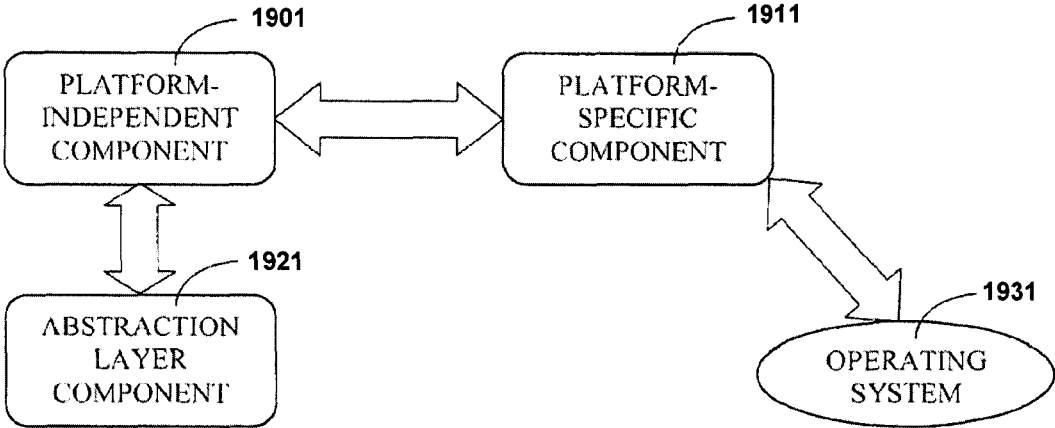 1901
PLATFORM-
INDEPENDENT
COMPONENT
1911
PLATFORM-
SPECIFIC
COMPONENT
1921
ABSTRACTION
LAYER
COMPONENT
1931
OPERATING
SYSTEM